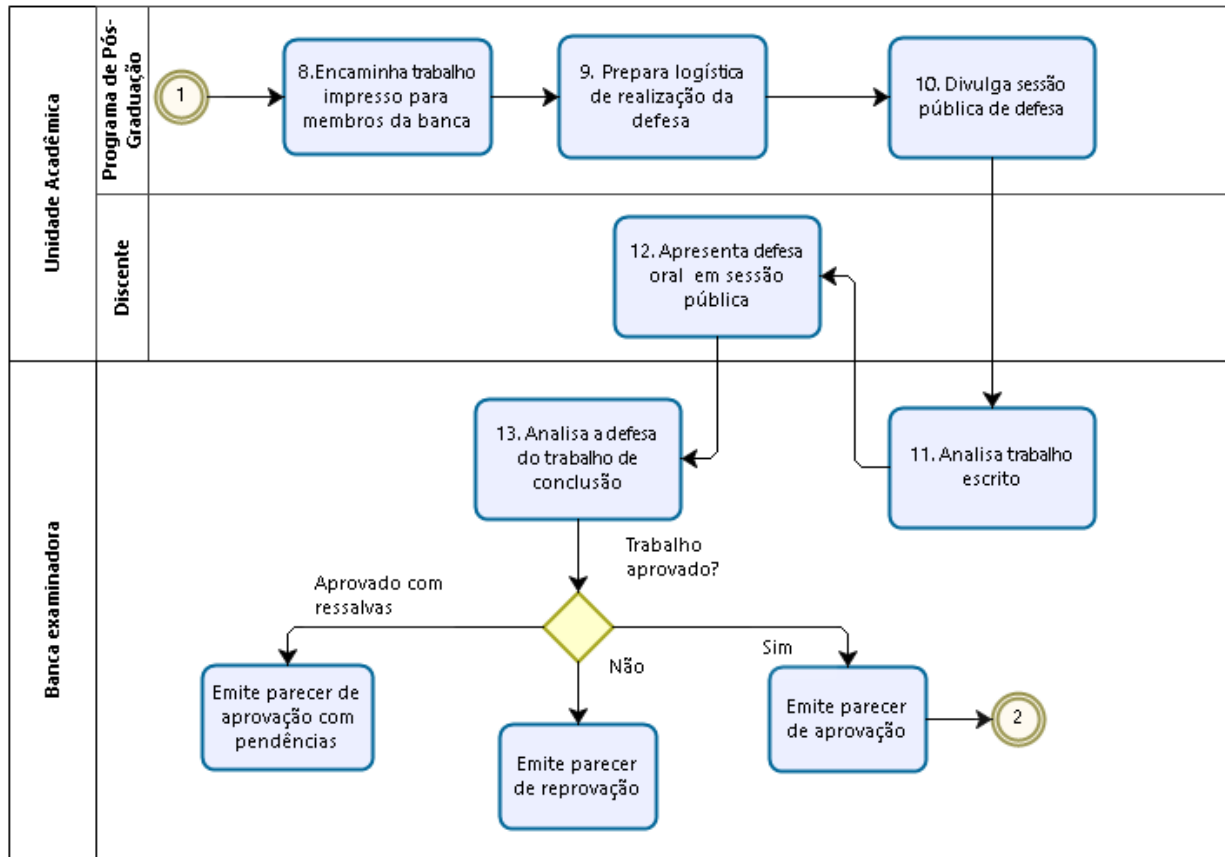 Unidade Acadêmica
Programa de Pós-
Graduação
1
8.Encaminha trabalho
impresso para
membros da banca
9. Prepara logística
de realização da
defesa
10. Divulga sessão
pública de defesa
Discente
12. Apresenta defesa
oral em sessão
pública
Banca examinadora
13. Analisa a defesa
do trabalho de
conclusão
11. Analisa trabalho
escrito
Trabalho
aprovado?
Aprovado com
ressalvas
Não
Sim
Emite parecer de
aprovação com
pendências
Emite parecer
de reprovação
Emite parecer
de aprovação
2